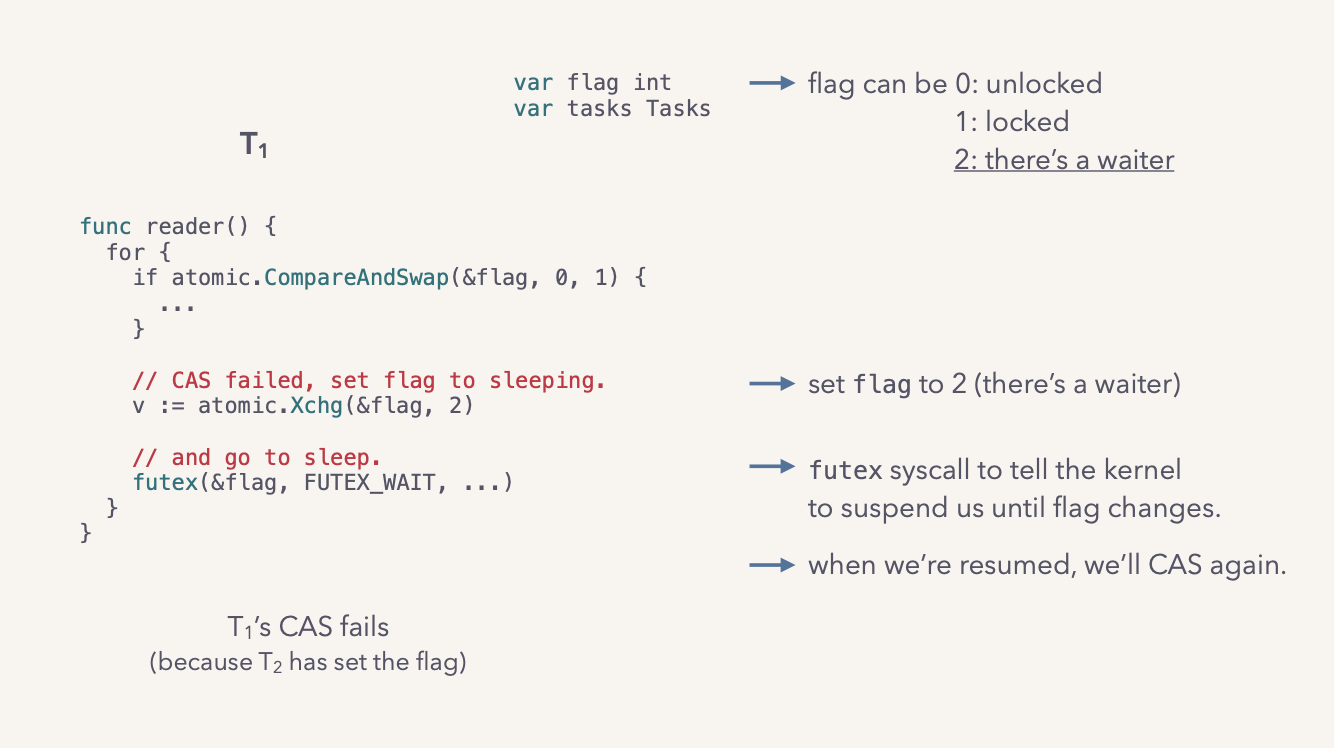 var flag int
var tasks Tasks
flag can be 0: unlocked
1: locked
2: there’s a waiter
T₁
func reader() {
  for {
    if atomic.CompareAndSwap(&flag, 0, 1) {
      ...
    }
    // CAS failed, set flag to sleeping.
    v := atomic.Xchg(&flag, 2)
    // and go to sleep.
    futex(&flag, FUTEX_WAIT, ...)
  }
}
set flag to 2 (there’s a waiter)
futex syscall to tell the kernel
to suspend us until flag changes.
when we’re resumed, we’ll CAS again.
T₁’s CAS fails
(because T₂ has set the flag)